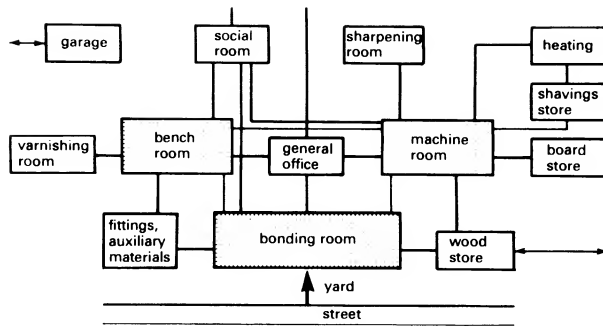 garage
social
room
sharpening
room
heating
shavings
store
varnishing
room
bench
room
general
office
machine
room
board
store
fittings,
auxiliary
materials
bonding room
wood
store
yard
street